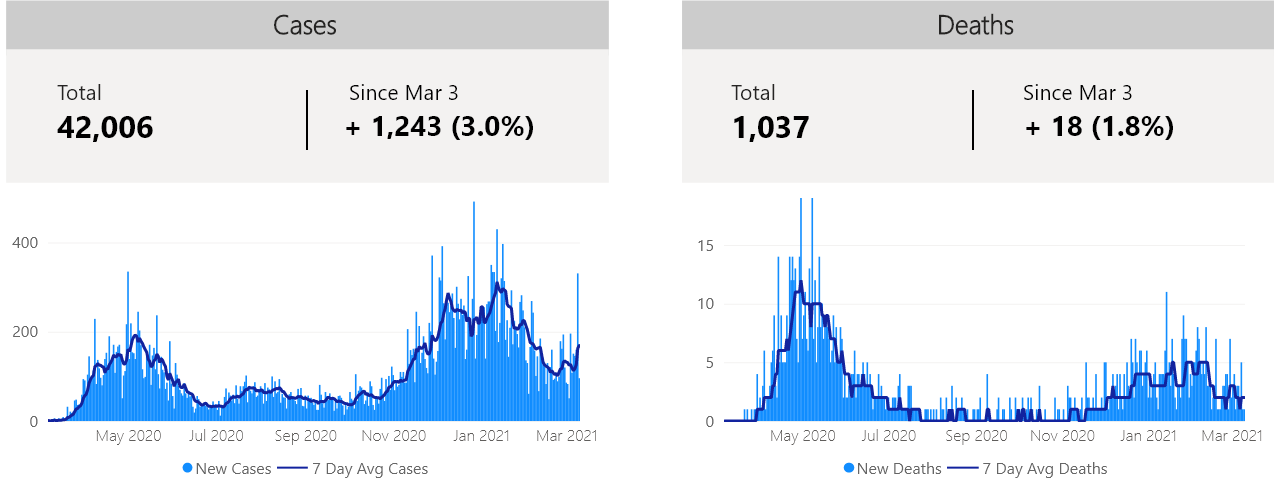 Cases
Total
42,006
Since Mar 3
+ 1,243 (3.0%)
400
200
0
May 2020 Jul 2020 Sep 2020 Nov 2020 Jan 2021 Mar 2021
New Cases 7 Day Avg Cases
Deaths
Total
1,037
Since Mar 3
+ 18 (1.8%)
15
10
5
0
May 2020 Jul 2020 Sep 2020 Nov 2020 Jan 2021 Mar 2021
New Deaths 7 Day Avg Deaths